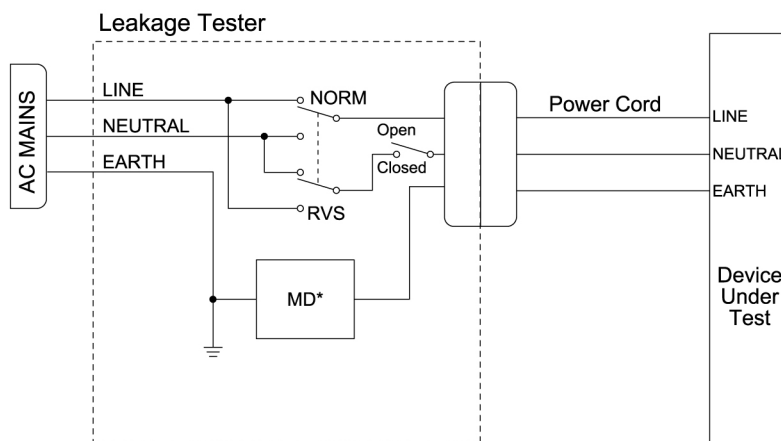 Leakage Tester
AC MAINS
LINE
NEUTRAL
EARTH
NORM
Open
Closed
RVS
MD*
Power Cord
LINE
NEUTRAL
EARTH
Device
Under
Test